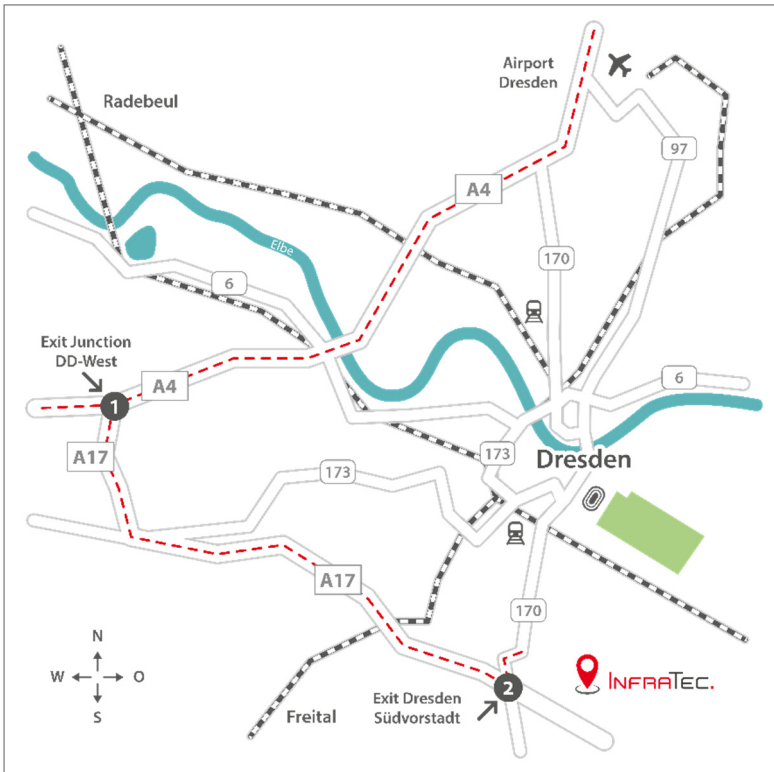 Airport
Dresden
Radebeul
97
A4
Elbe
170
6
Exit Junction
DD-West
A4
6
1
A17
173
Dresden
173
A17
170
N
W
O
S
Exit Dresden
Südvorstadt
2
INFRATEC.
Freital